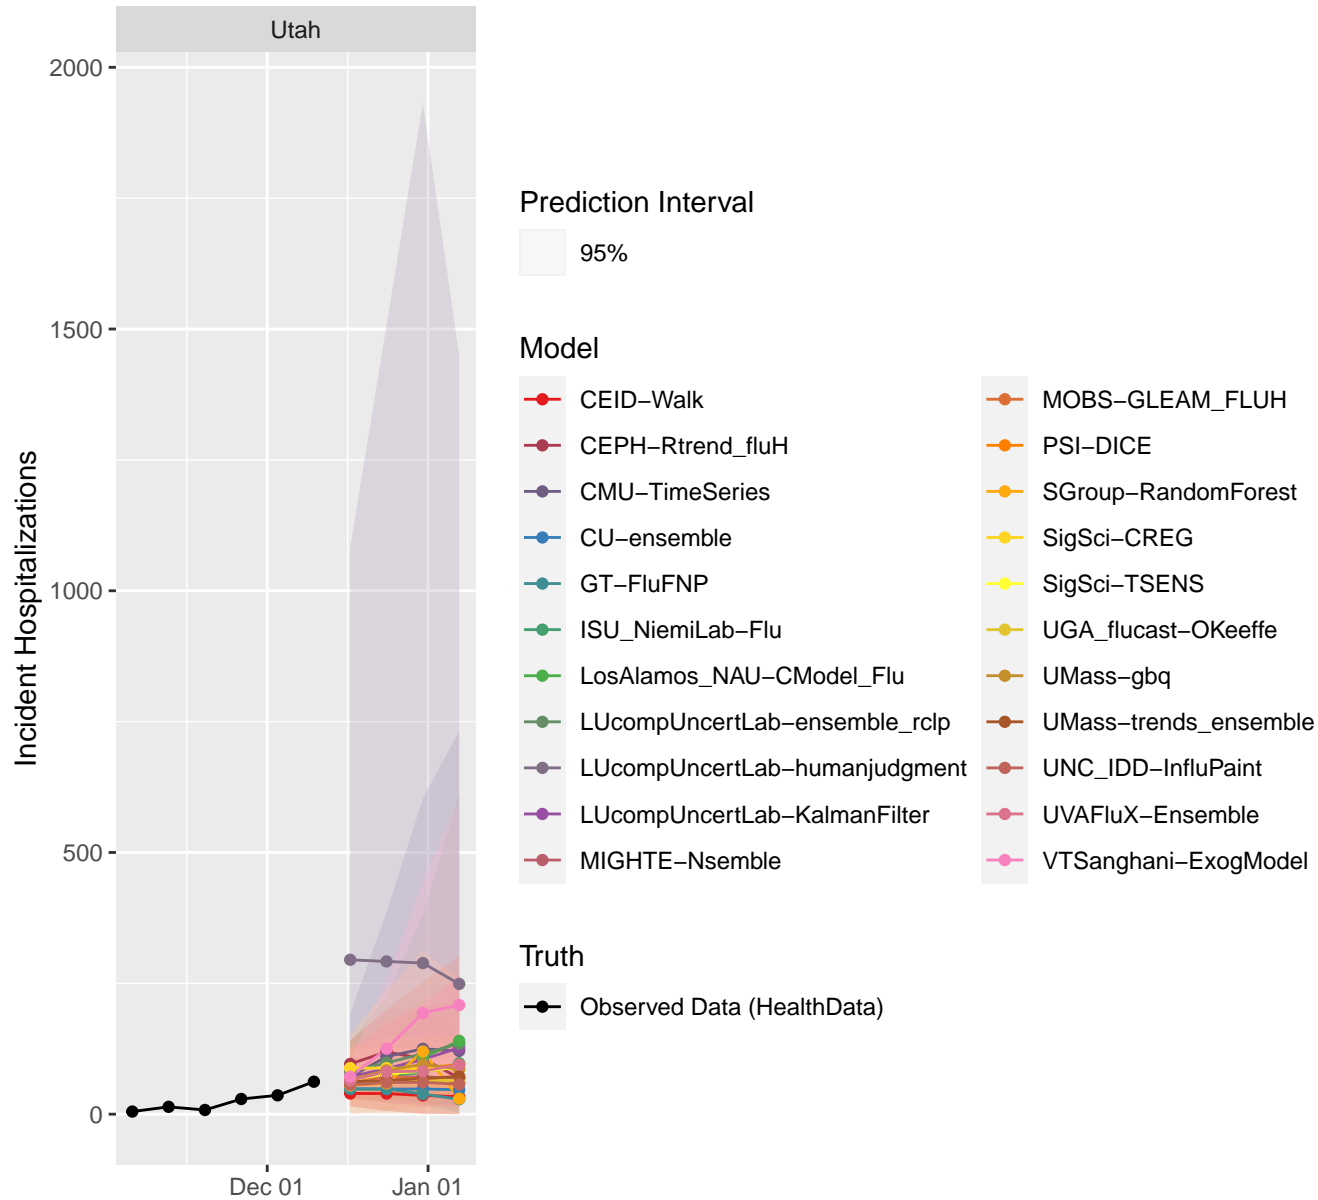 Utah
2000
1500
1000
500
0
Incident Hospitalizations
Dec 01
Jan 01
Prediction Interval
95%
Model
CEID−Walk
CEPH−Rtrend_fluH
CMU−TimeSeries
CU−ensemble
GT−FluFNP
ISU_NiemiLab−Flu
LosAlamos_NAU−CModel_Flu
LUcompUncertLab−ensemble_rclp
LUcompUncertLab−humanjudgment
LUcompUncertLab−KalmanFilter
MIGHTE−Nsemble
MOBS−GLEAM_FLUH
PSI−DICE
SGroup−RandomForest
SigSci−CREG
SigSci−TSENS
UGA_flucast−OKeeffe
UMass−gbq
UMass−trends_ensemble
UNC_IDD−InfluPaint
UVAFluX−Ensemble
VTSanghani−ExogModel
Truth
Observed Data (HealthData)